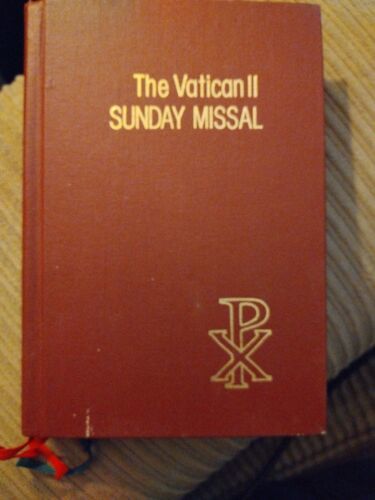 The Vatican II
SUNDAY MISSAL